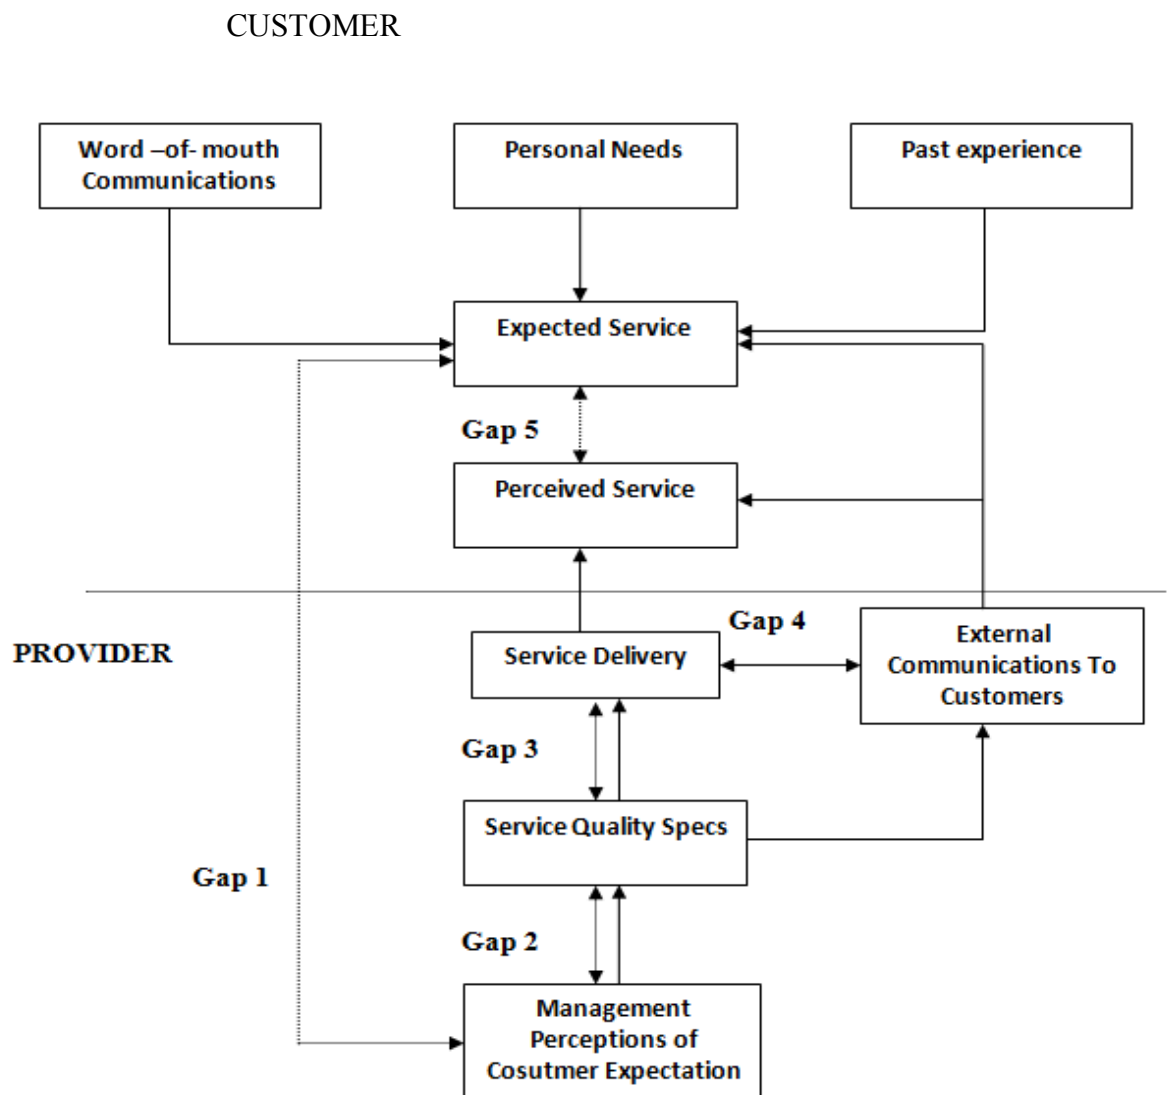 CUSTOMER
Word –of- mouth
Communications
Personal Needs
Past experience
Expected Service
Gap 5
Perceived Service
PROVIDER
Gap 4
Service Delivery
External
Communications To
Customers
Gap 3
Service Quality Specs
Gap 1
Gap 2
Management
Perceptions of
Cosutmer Expectation